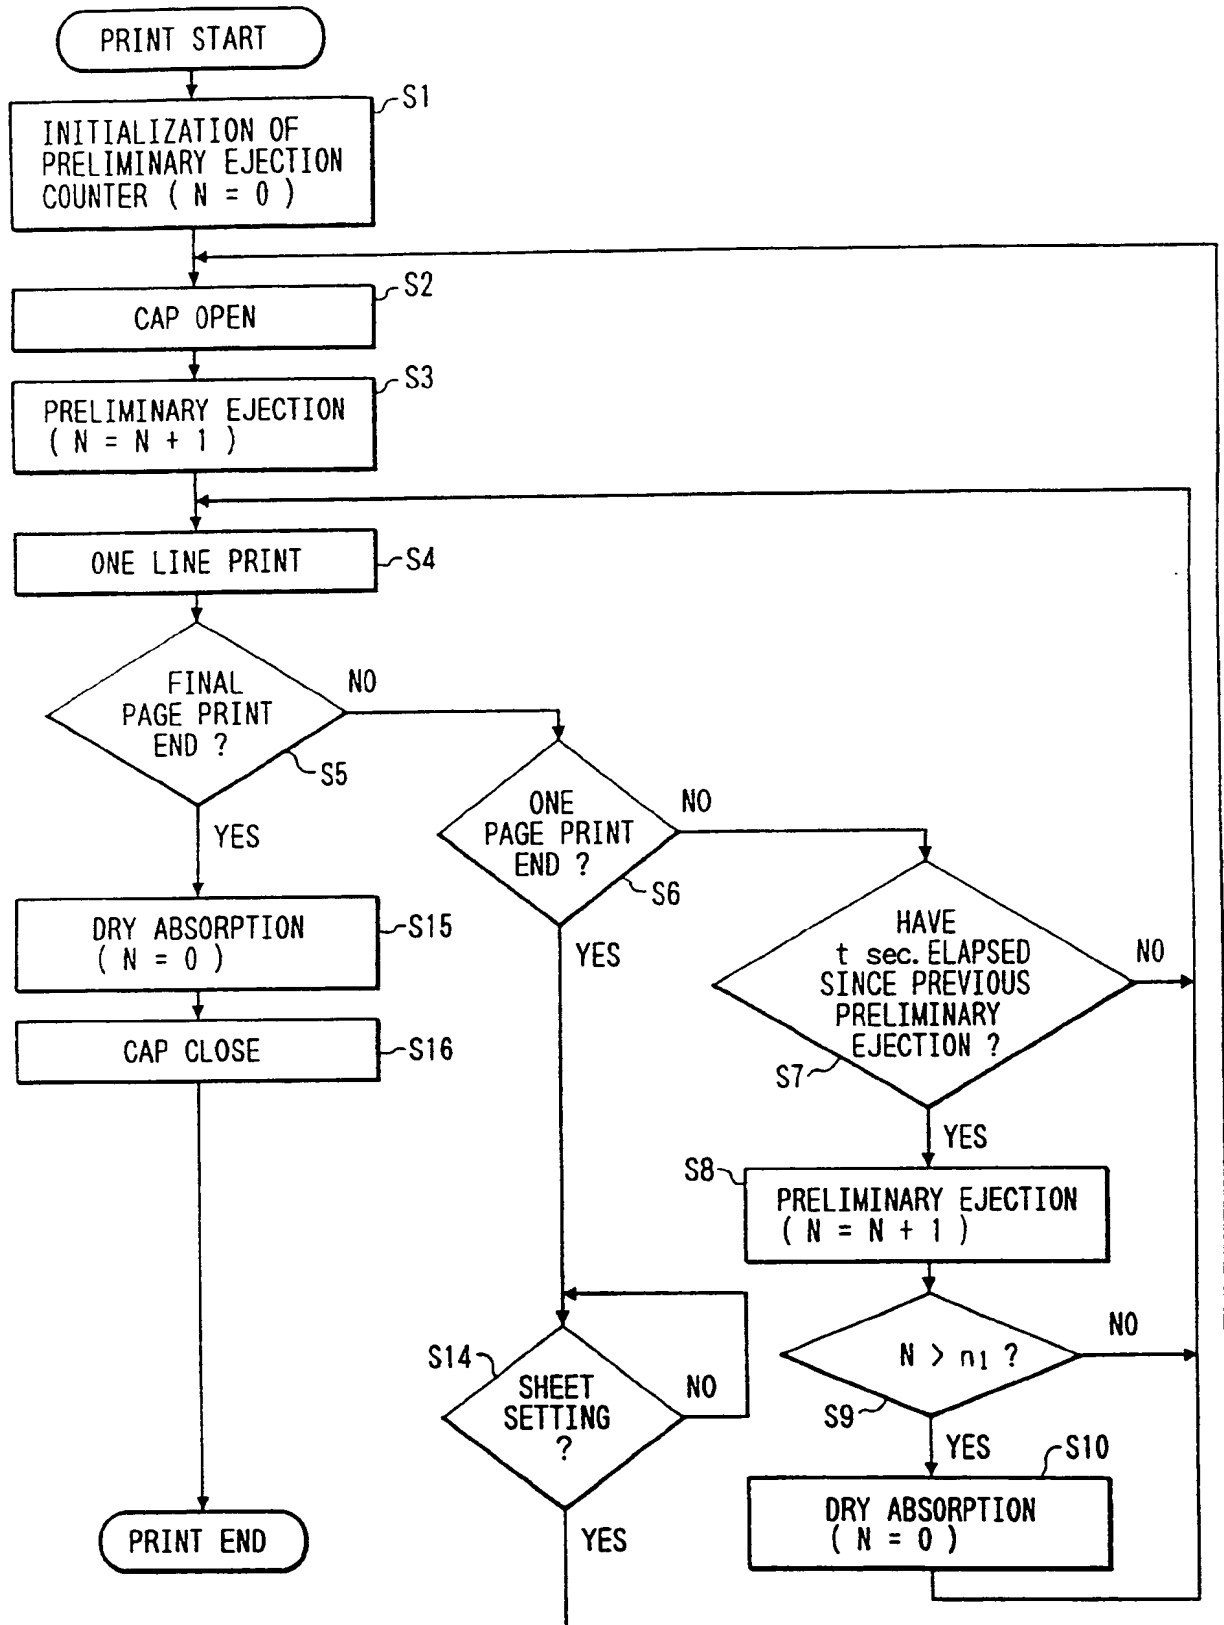 PRINT START
S1
INITIALIZATION OF
PRELIMINARY EJECTION
COUNTER ( N = 0 )
S2
CAP OPEN
S3
PRELIMINARY EJECTION
( N = N + 1 )
ONE LINE PRINT
S4
FINAL
PAGE PRINT
END ?
NO
S5
YES
ONE
PAGE PRINT
END ?
NO
S6
YES
HAVE
t sec. ELAPSED
SINCE PREVIOUS
PRELIMINARY
EJECTION ?
NO
S7
YES
DRY ABSORPTION
( N = 0 )
S15
CAP CLOSE
S16
S8
PRELIMINARY EJECTION
( N = N + 1 )
N > n1 ?
NO
S9
YES
S14
SHEET
SETTING
?
NO
YES
S10
DRY ABSORPTION
( N = 0 )
PRINT END